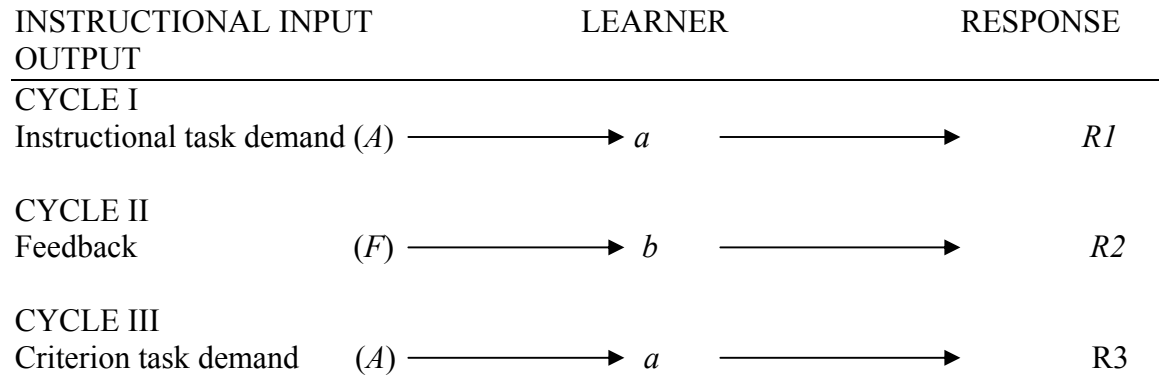 INSTRUCTIONAL INPUT LEARNER RESPONSE
OUTPUT
CYCLE I
Instructional task demand (A) a R1
CYCLE II
Feedback (F) b R2
CYCLE III
Criterion task demand (A) a R3